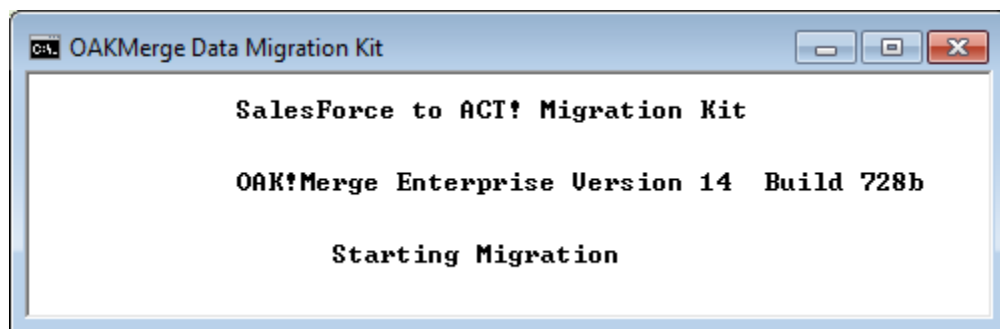 OAKMerge Data Migration Kit
SalesForce to ACT! Migration Kit
OAK!Merge Enterprise Version 14 Build 728b
Starting Migration